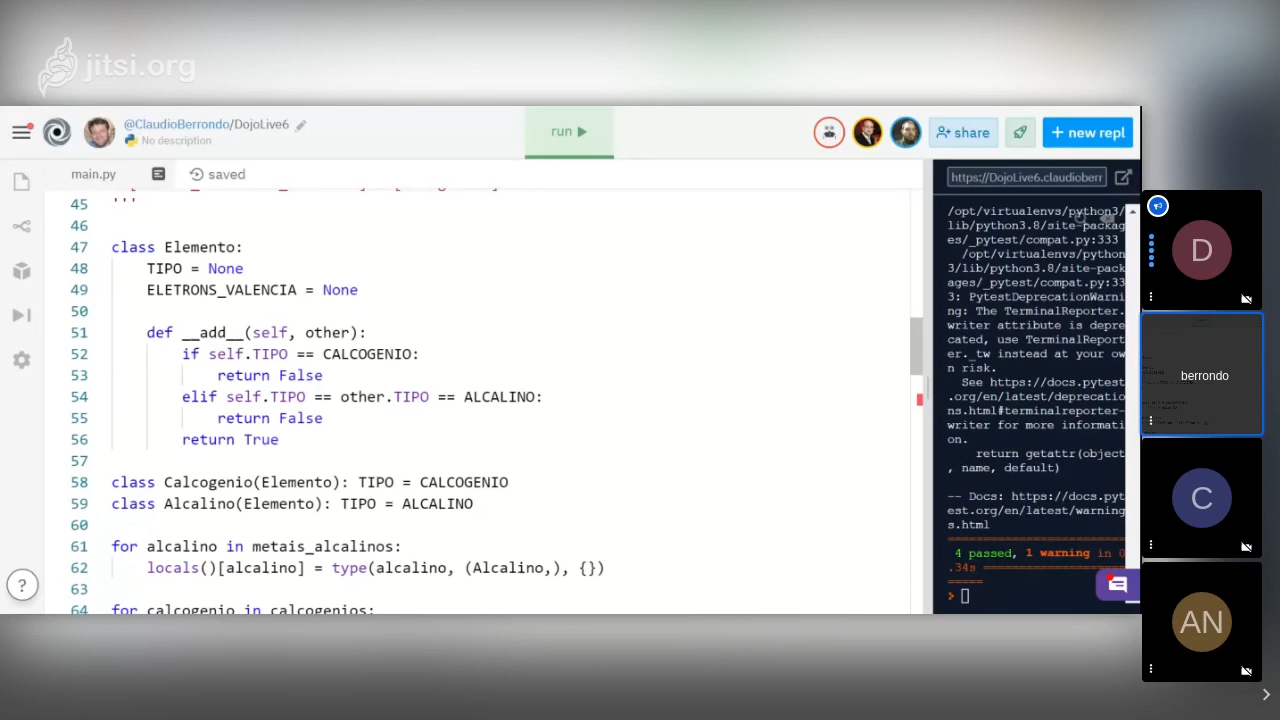 jitsi.org
@ClaudioBerrondo/DojoLive6
No description
run
share
+ new repl
main.py
saved
https://DojoLive6.claudioberr
45 '''
46
47 class Elemento:
48 TIPO = None
49 ELETRONS_VALENCIA = None
50
51 def __add__(self, other):
52 if self.TIPO == CALCOGENIO:
53 return False
54 elif self.TIPO == other.TIPO == ALCALINO:
55 return False
56 return True
57
58 class Calcogenio(Elemento): TIPO = CALCOGENIO
59 class Alcalino(Elemento): TIPO = ALCALINO
60
61 for alcalino in metais_alcalinos:
62 locals()[alcalino] = type(alcalino, (Alcalino,), {})
63
64 for calcogenio in calcogenios:
/opt/virtualenvs/python3/
lib/python3.8/site-packag
es/_pytest/compat.py:333
/opt/virtualenvs/python
3/lib/python3.8/site-pack
ages/_pytest/compat.py:33
3: PytestDeprecationWarni
ng: The TerminalReporter.
writer attribute is depre
cated, use TerminalReport
er._tw instead at your ow
n risk.
See https://docs.pytest
.org/en/latest/deprecatio
ns.html#terminalreporter-
writer for more informati
on.
return getattr(object
, name, default)
-- Docs: https://docs.pyt
est.org/en/latest/warning
s.html
4 passed, 1 warning in 0
.34s
?
D
berrondo
C
AN